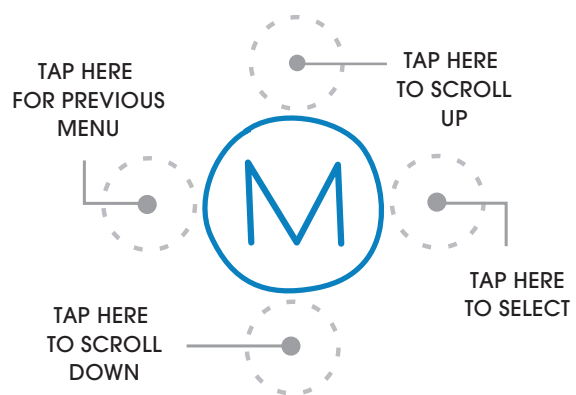 TAP HERE
FOR PREVIOUS
MENU
TAP HERE
TO SCROLL
UP
M
TAP HERE
TO SELECT
TAP HERE
TO SCROLL
DOWN